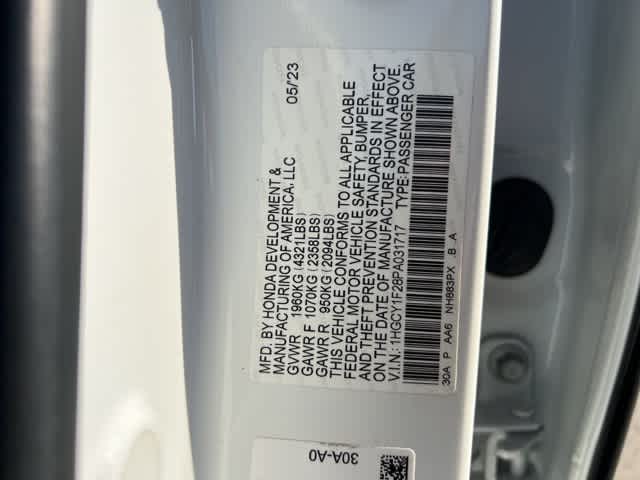 05/'23
MFD. BY HONDA DEVELOPMENT &
MANUFACTURING OF AMERICA, LLC
GVWR 1960KG(4321LBS)
GAWR F 1070KG(2358LBS)
GAWR R 950KG(2094LBS)
THIS VEHICLE CONFORMS TO ALL APPLICABLE
FEDERAL MOTOR VEHICLE SAFETY, BUMPER,
AND THEFT PREVENTION STANDARDS IN EFFECT
ON THE DATE OF MANUFACTURE SHOWN ABOVE.
V.I.N.:1HGCY1F28PA031717 TYPE:PASSENGER CAR
30A P AA6 NH883PX .B A
30A-A0